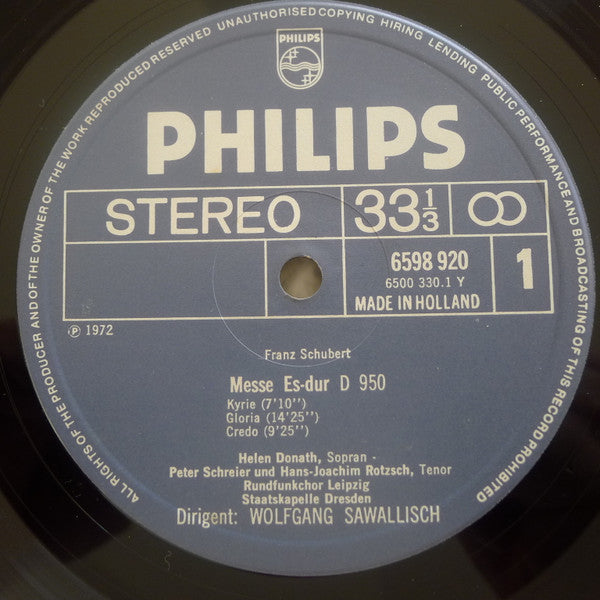 ALL RIGHTS OF THE PRODUCER AND OF THE OWNER OF THE WORK REPRODUCED RESERVED UNAUTHORISED COPYING HIRING LENDING PUBLIC PERFORMANCE AND BROADCASTING OF THIS RECORD PROHIBITED
PHILIPS
PHILIPS
STEREO 33⅓
6598 920 1
6500 330.1 Y
MADE IN HOLLAND
Ⓟ 1972
Franz Schubert
Messe Es-dur D 950
Kyrie (7'10'')
Gloria (14'25'')
Credo (9'25'')
Helen Donath, Sopran -
Peter Schreier und Hans-Joachim Rotzsch, Tenor
Rundfunkchor Leipzig
Staatskapelle Dresden
Dirigent: WOLFGANG SAWALLISCH